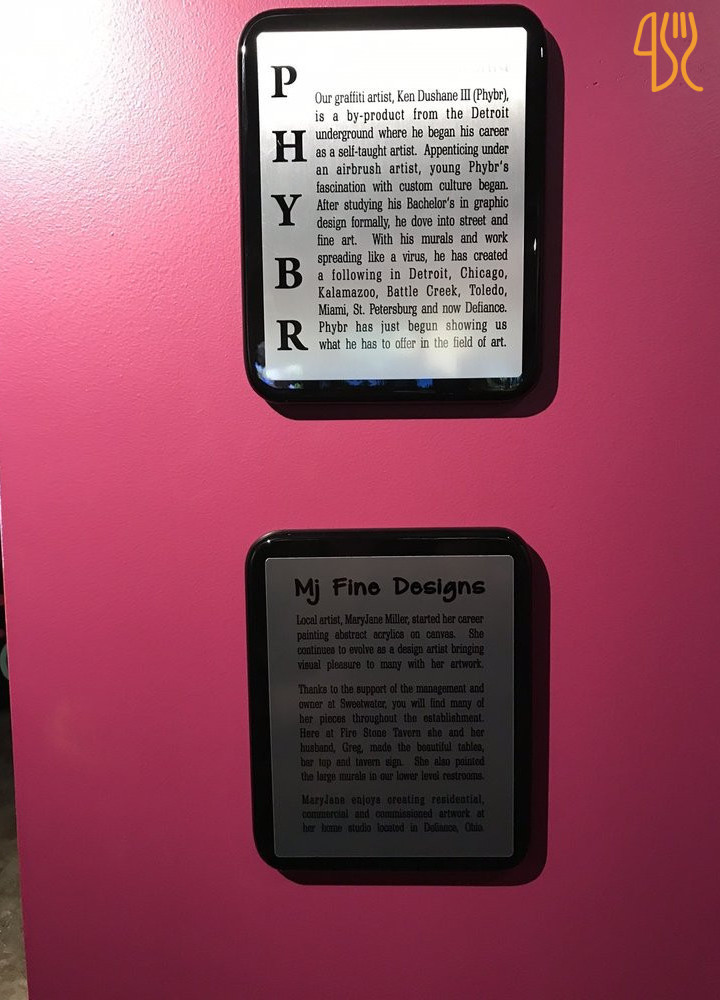 PHYBR
Our graffiti artist, Ken Dushane III (Phybr),
is a by-product from the Detroit
underground where he began his career
as a self-taught artist. Appenticing under
an airbrush artist, young Phybr's
fascination with custom culture began.
After studying his Bachelor's in graphic
design formally, he dove into street and
fine art. With his murals and work
spreading like a virus, he has created
a following in Detroit, Chicago,
Kalamazoo, Battle Creek, Toledo,
Miami, St. Petersburg and now Defiance.
Phybr has just begun showing us
what he has to offer in the field of art.
Mj Fine Designs
Local artist, MaryJane Miller, started her career
painting abstract acrylics on canvas. She
continues to evolve as a design artist bringing
visual pleasure to many with her artwork.
Thanks to the support of the management and
owner at Sweetwater, you will find many of
her pieces throughout the establishment.
Here at Fire Stone Tavern she and her
husband, Greg, made the beautiful tables,
bar top and tavern sign. She also painted
the large murals in our lower level restrooms.
MaryJane enjoys creating residential,
commercial and commissioned artwork at
her home studio located in Defiance, Ohio.